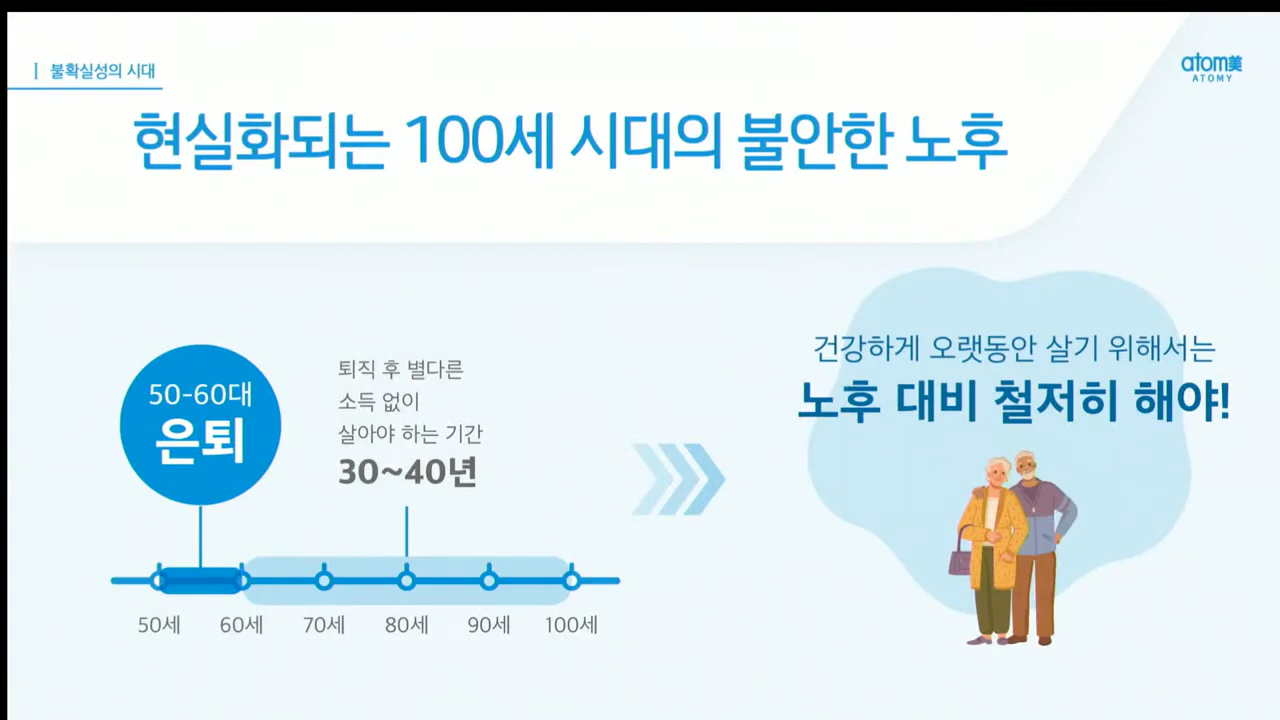 불확실성의 시대
atom美
ATOMY
현실화되는 100세 시대의 불안한 노후
50-60대
은퇴
퇴직 후 별다른
소득 없이
살아야 하는 기간
30~40년
50세 60세 70세 80세 90세 100세
건강하게 오랫동안 살기 위해서는
노후 대비 철저히 해야!